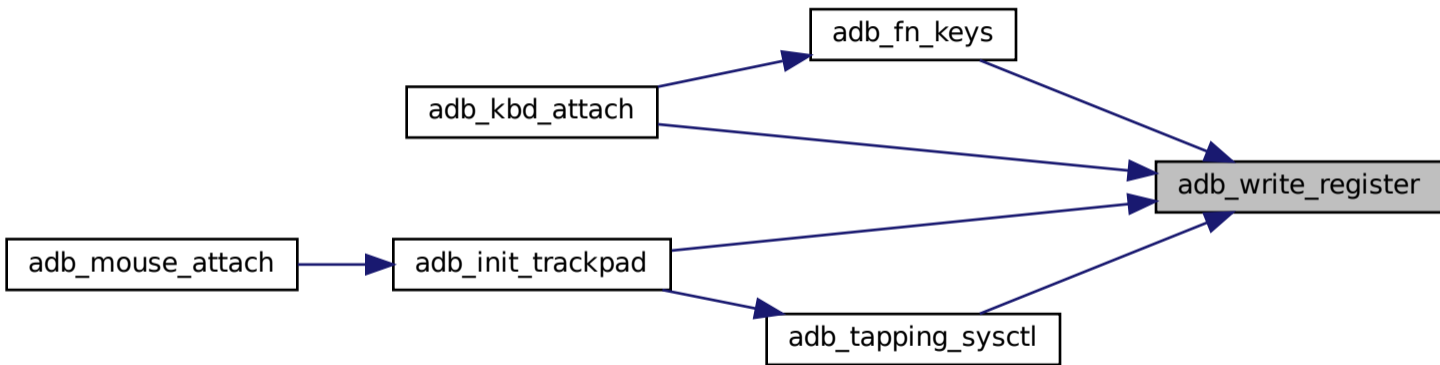 adb_fn_keys
adb_kbd_attach
adb_write_register
adb_mouse_attach
adb_init_trackpad
adb_tapping_sysctl